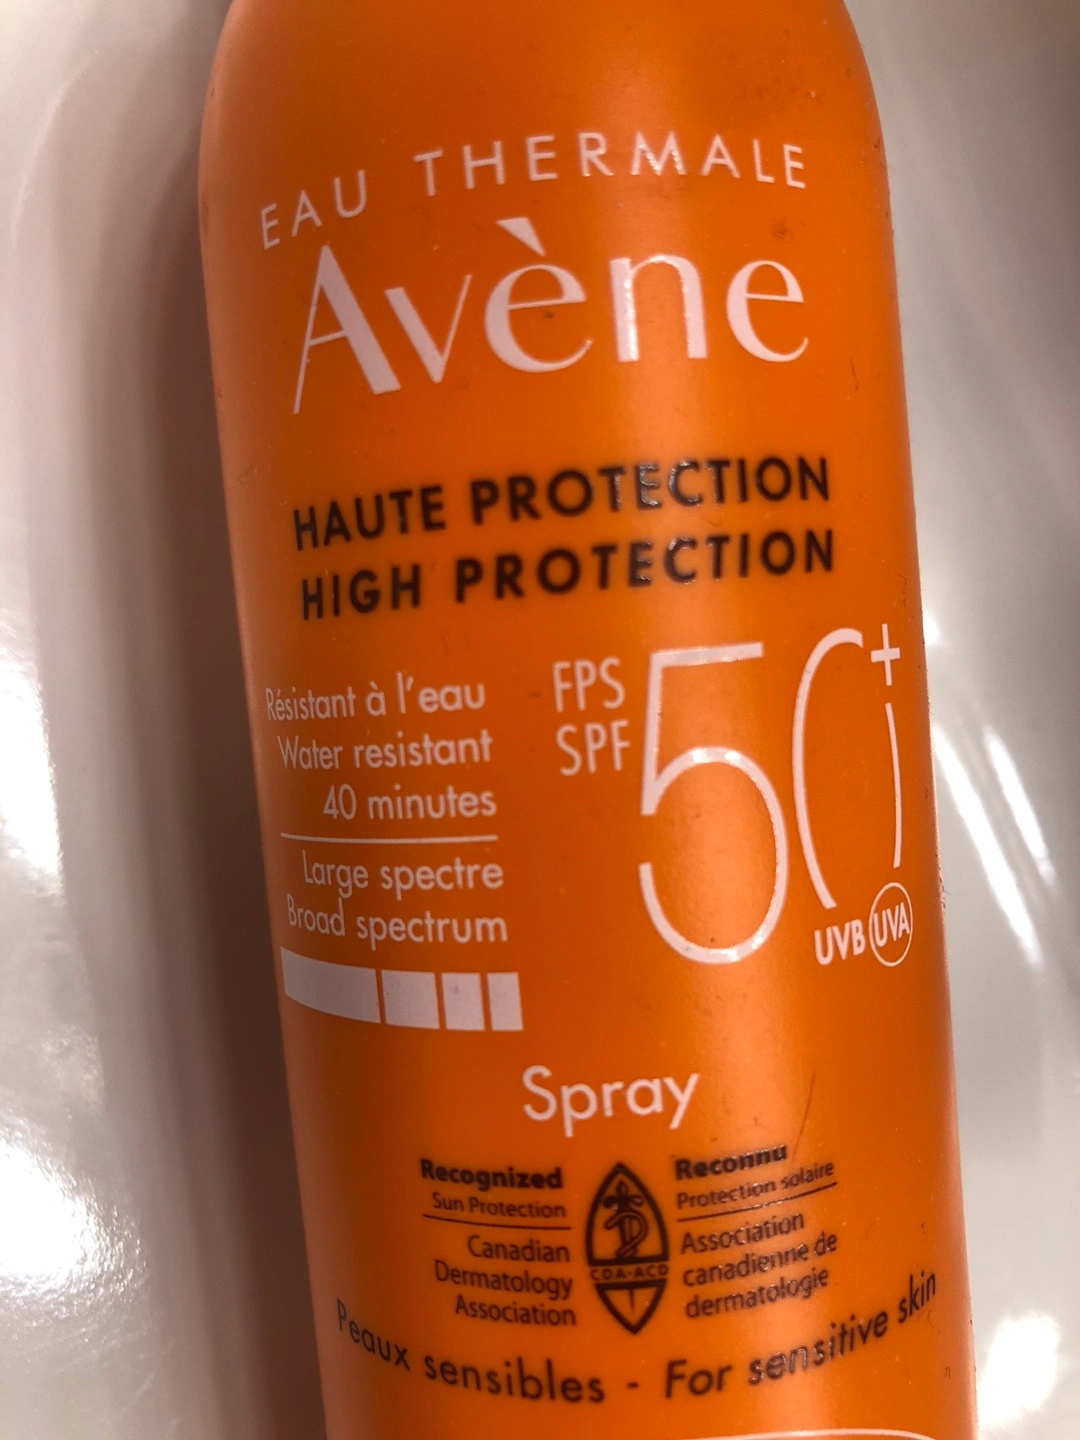 EAU THERMALE
Avène
HAUTE PROTECTION
HIGH PROTECTION
Résistant à l'eau
Water resistant
40 minutes
Large spectre
Broad spectrum
FPS
SPF
50+
UVB UVA
Spray
Recognized
Sun Protection
Canadian
Dermatology
Association
CDA-ACD
Reconnu
Protection solaire
Association
canadienne de
dermatologie
Peaux sensibles - For sensitive skin